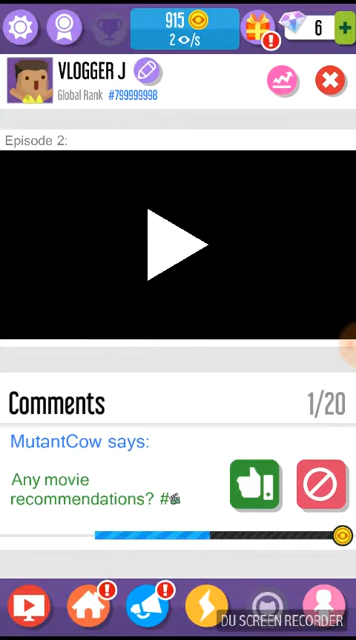 915
2 /s
6
VLOGGER J
Global Rank #799999998
Episode 2:
Comments 1/20
MutantCow says:
Any movie
recommendations? #🎬
DU SCREEN RECORDER